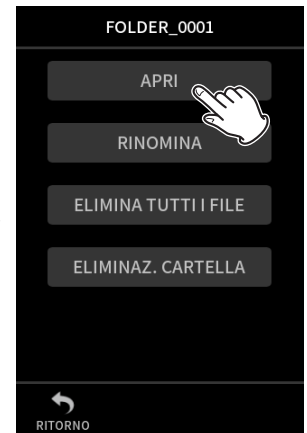 FOLDER_0001
APRI
RINOMINA
ELIMINA TUTTI I FILE
ELIMINAZ. CARTELLA
RITORNO